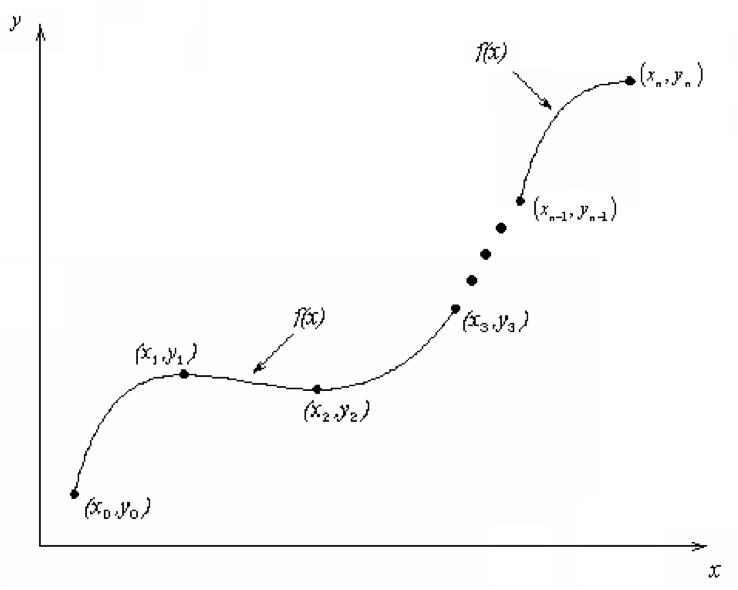 y
f(x)
(xₙ, yₙ)
(xₙ₋₁, yₙ₋₁)
f(x)
(x₃,y₃)
(x₁,y₁)
(x₂,y₂)
(x₀,y₀)
x